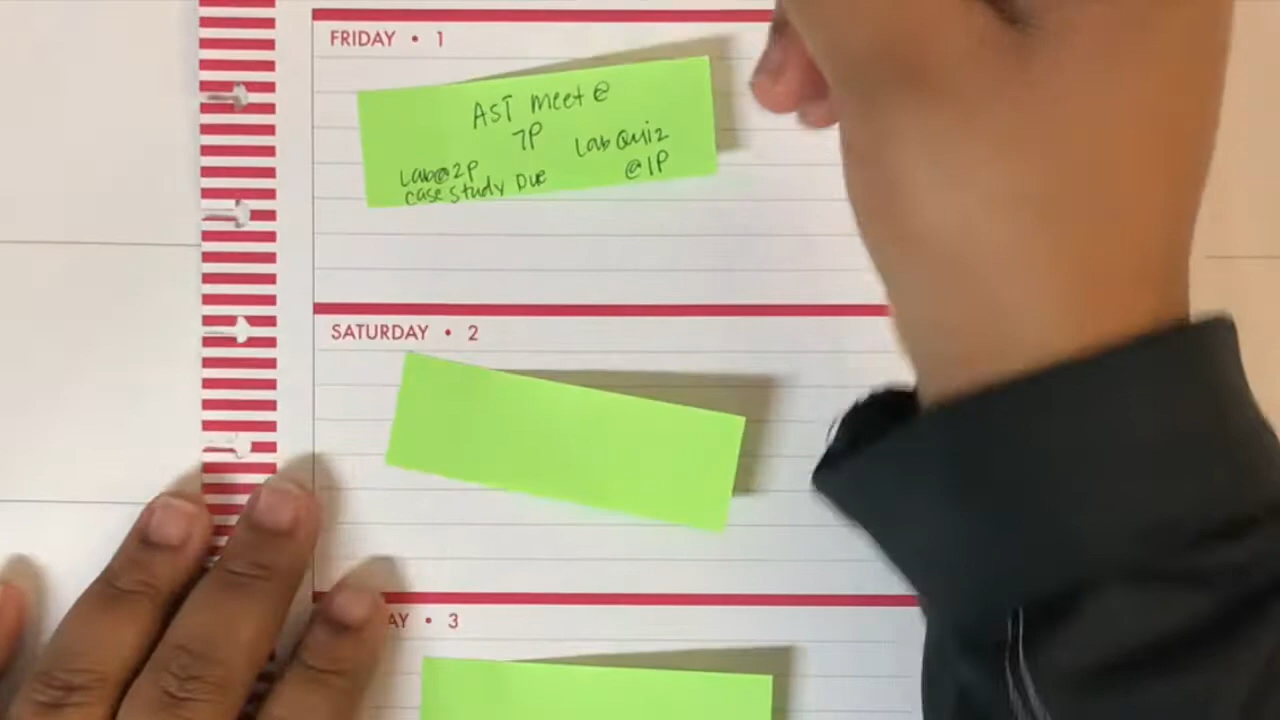 FRIDAY • 1
AST meet @
7P
Lab Quiz
@1P
Lab@2P
case study Due
SATURDAY • 2
AY • 3